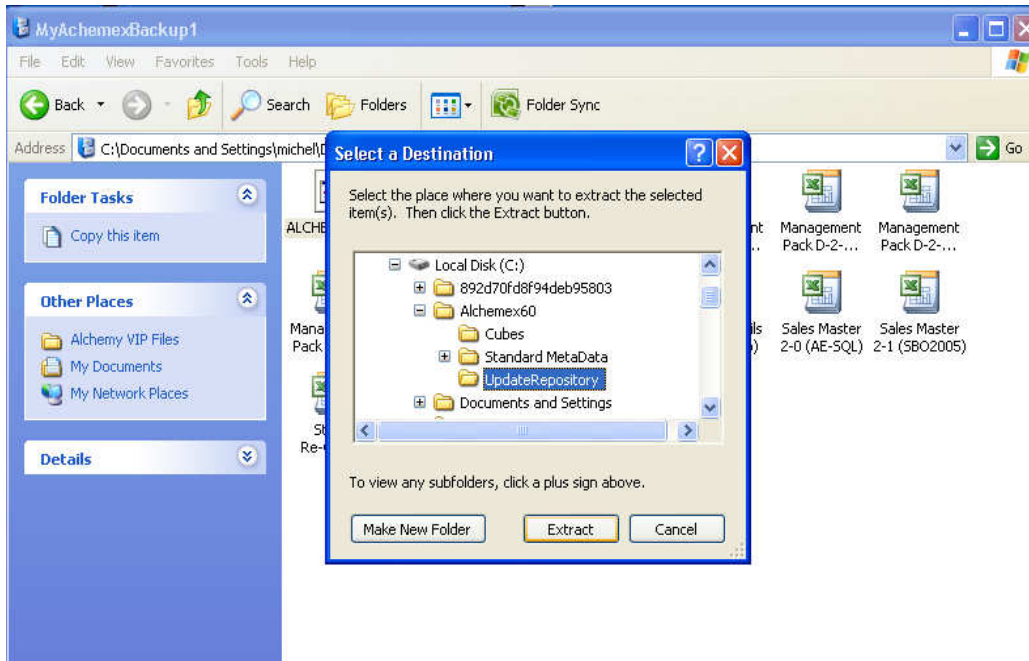 MyAchemexBackup1
File Edit View Favorites Tools Help
Back Search Folders Folder Sync
Address C:\Documents and Settings\michel\ Go
Select a Destination
Select the place where you want to extract the selected
item(s). Then click the Extract button.
Local Disk (C:)
892d70fd8f94deb95803
Alchemex60
Cubes
Standard MetaData
UpdateRepository
Documents and Settings
To view any subfolders, click a plus sign above.
Make New Folder Extract Cancel
Folder Tasks
Copy this item
Other Places
Alchemy VIP Files
My Documents
My Network Places
Details
Management
Pack D-2-...
Management
Pack D-2-...
Pack
Sales Master
2-0 (AE-SQL)
Sales Master
2-1 (SBO2005)